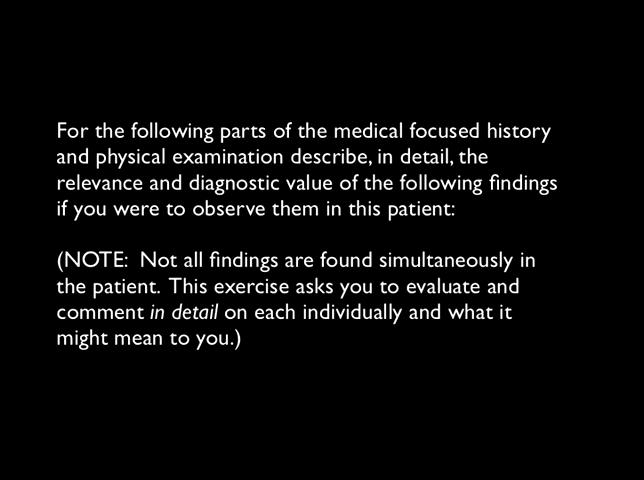 For the following parts of the medical focused history
and physical examination describe, in detail, the
relevance and diagnostic value of the following findings
if you were to observe them in this patient:
(NOTE:  Not all findings are found simultaneously in
the patient.  This exercise asks you to evaluate and
comment in detail on each individually and what it
might mean to you.)